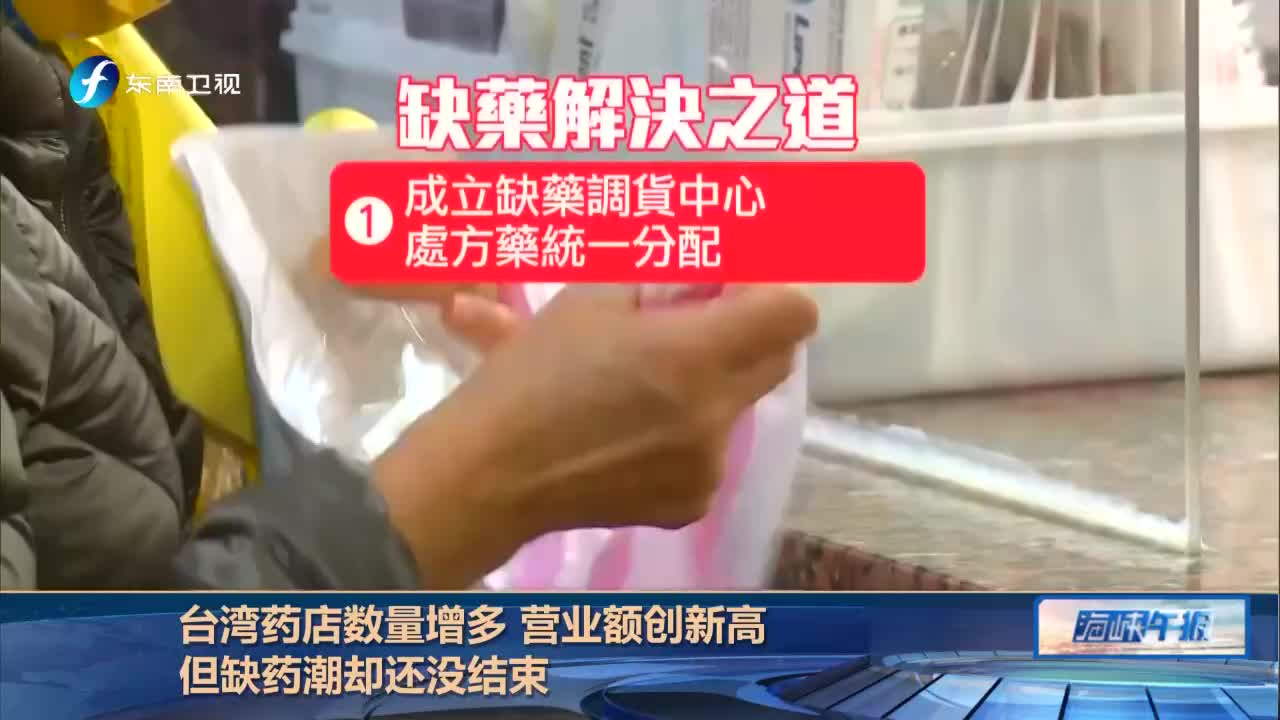 东南卫视
缺藥解決之道
1 成立缺藥調貨中心
處方藥統一分配
台湾药店数量增多 营业额创新高
但缺药潮却还没结束
海峡午报